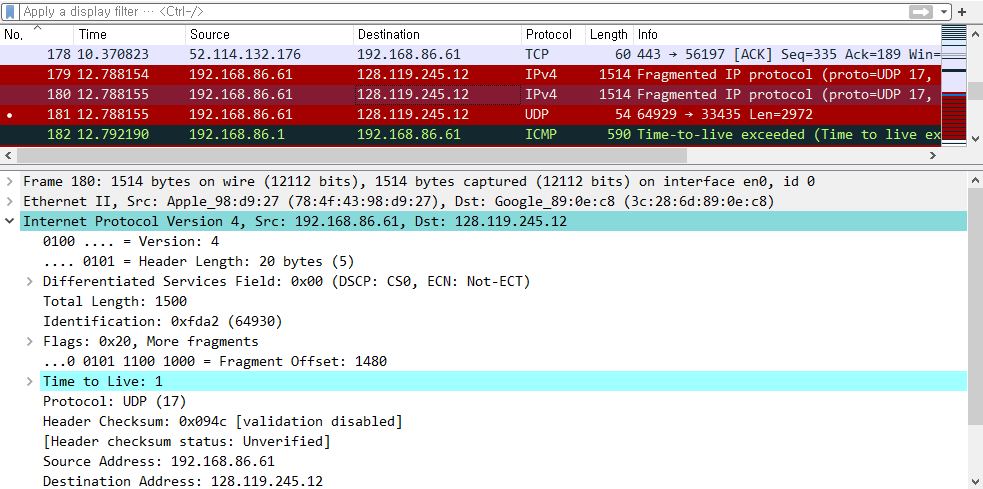 Apply a display filter … <Ctrl-/>
No. Time Source Destination Protocol Length Info
178 10.370823 52.114.132.176 192.168.86.61 TCP 60 443 → 56197 [ACK] Seq=335 Ack=189 Win=
179 12.788154 192.168.86.61 128.119.245.12 IPv4 1514 Fragmented IP protocol (proto=UDP 17,
180 12.788155 192.168.86.61 128.119.245.12 IPv4 1514 Fragmented IP protocol (proto=UDP 17,
181 12.788155 192.168.86.61 128.119.245.12 UDP 54 64929 → 33435 Len=2972
182 12.792190 192.168.86.1 192.168.86.61 ICMP 590 Time-to-live exceeded (Time to live ex
Frame 180: 1514 bytes on wire (12112 bits), 1514 bytes captured (12112 bits) on interface en0, id 0
Ethernet II, Src: Apple_98:d9:27 (78:4f:43:98:d9:27), Dst: Google_89:0e:c8 (3c:28:6d:89:0e:c8)
Internet Protocol Version 4, Src: 192.168.86.61, Dst: 128.119.245.12
0100 .... = Version: 4
.... 0101 = Header Length: 20 bytes (5)
Differentiated Services Field: 0x00 (DSCP: CS0, ECN: Not-ECT)
Total Length: 1500
Identification: 0xfda2 (64930)
Flags: 0x20, More fragments
...0 0101 1100 1000 = Fragment Offset: 1480
Time to Live: 1
Protocol: UDP (17)
Header Checksum: 0x094c [validation disabled]
[Header checksum status: Unverified]
Source Address: 192.168.86.61
Destination Address: 128.119.245.12